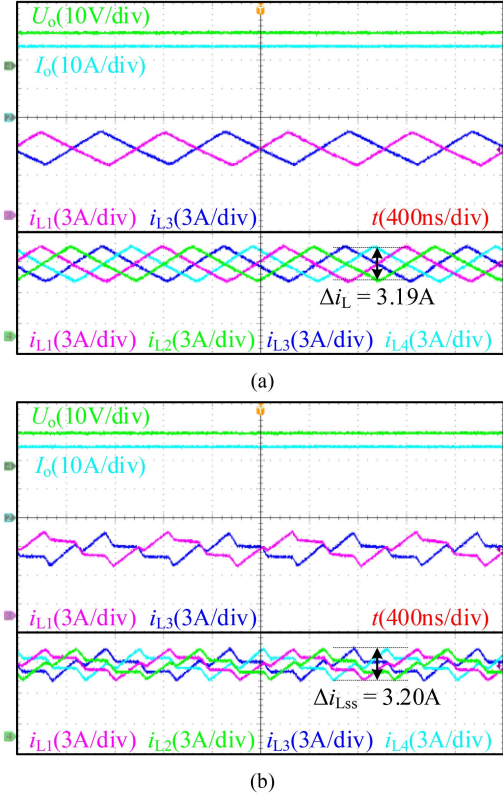 Uo(10V/div)
Io(10A/div)
iL1(3A/div) iL3(3A/div) t(400ns/div)
ΔiL = 3.19A
iL1(3A/div) iL2(3A/div) iL3(3A/div) iL4(3A/div)
(a)
Uo(10V/div)
Io(10A/div)
iL1(3A/div) iL3(3A/div) t(400ns/div)
ΔiLss = 3.20A
iL1(3A/div) iL2(3A/div) iL3(3A/div) iL4(3A/div)
(b)